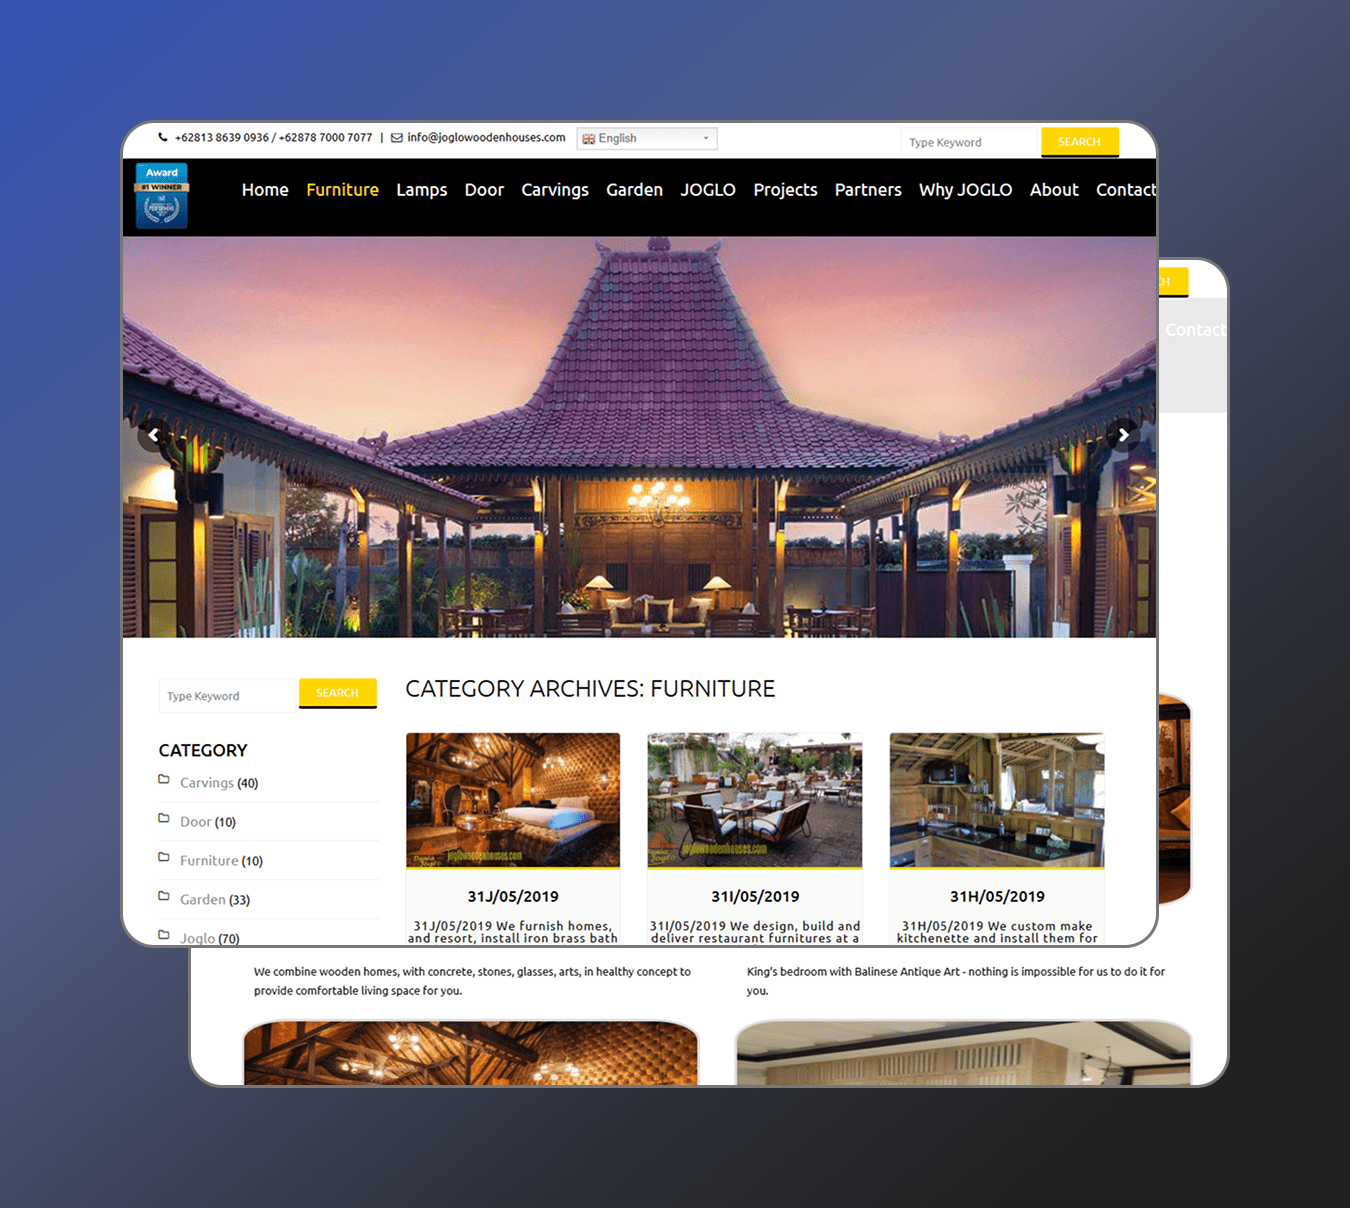 +62813 8639 0936 / +62878 7000 7077 | info@joglowoodenhouses.com
English
Type Keyword
SEARCH
Award
#1 WINNER
Home Furniture Lamps Door Carvings Garden JOGLO Projects Partners Why JOGLO About Contact
CH
Contact
Type Keyword
SEARCH
CATEGORY ARCHIVES: FURNITURE
CATEGORY
Carvings (40)
Door (10)
Furniture (10)
Garden (33)
Joglo (70)
joglowoodenhouses.com
joglowoodenhouses.com
31J/05/2019
31J/05/2019 We furnish homes,
and resort, install iron brass bath
31I/05/2019
31I/05/2019 We design, build and
deliver restaurant furnitures at a
31H/05/2019
31H/05/2019 We custom make
kitchenette and install them for
We combine wooden homes, with concrete, stones, glasses, arts, in healthy concept to
provide comfortable living space for you.
King's bedroom with Balinese Antique Art - nothing is impossible for us to do it for
you.